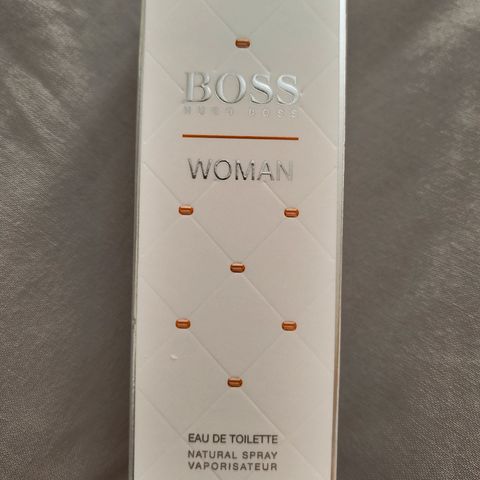 BOSS
HUGO BOSS
WOMAN
EAU DE TOILETTE
NATURAL SPRAY
VAPORISATEUR